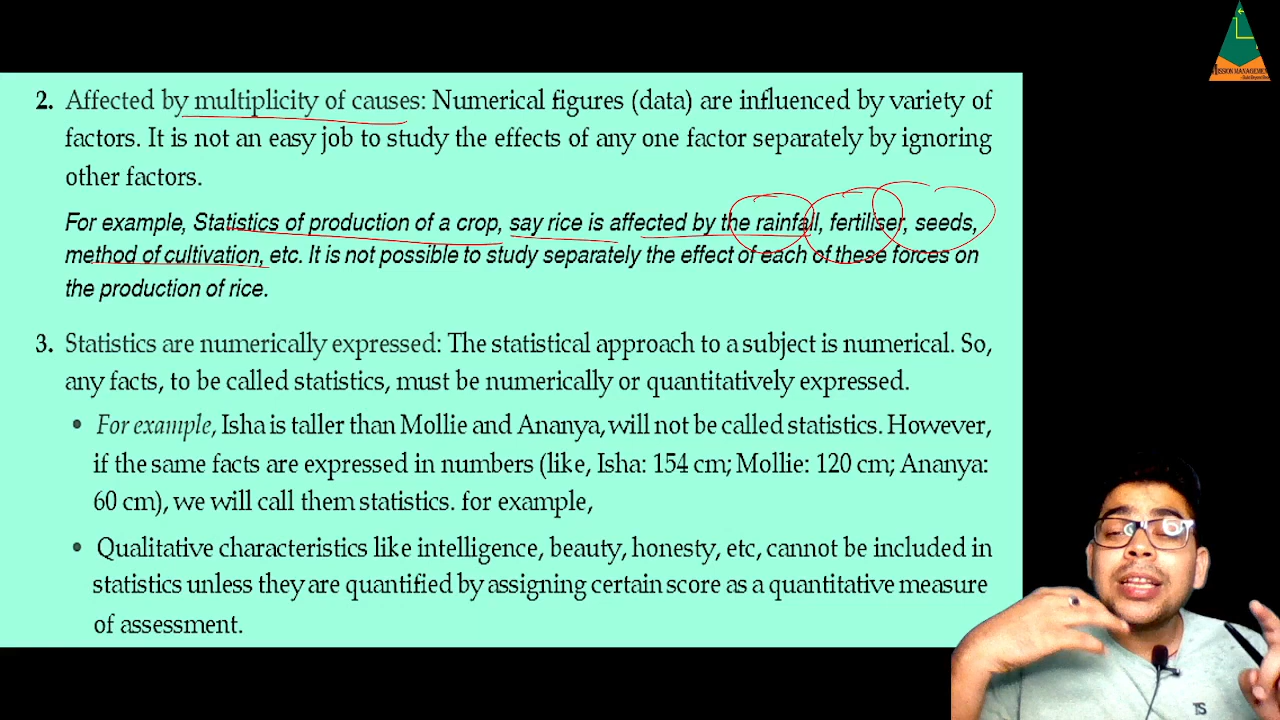 MISSION MANAGEMENT
2. Affected by multiplicity of causes: Numerical figures (data) are influenced by variety of
factors. It is not an easy job to study the effects of any one factor separately by ignoring
other factors.
For example, Statistics of production of a crop, say rice is affected by the rainfall, fertiliser, seeds,
method of cultivation, etc. It is not possible to study separately the effect of each of these forces on
the production of rice.
3. Statistics are numerically expressed: The statistical approach to a subject is numerical. So,
any facts, to be called statistics, must be numerically or quantitatively expressed.
• For example, Isha is taller than Mollie and Ananya, will not be called statistics. However,
if the same facts are expressed in numbers (like, Isha: 154 cm; Mollie: 120 cm; Ananya:
60 cm), we will call them statistics. for example,
• Qualitative characteristics like intelligence, beauty, honesty, etc, cannot be included in
statistics unless they are quantified by assigning certain score as a quantitative measure
of assessment.
TS